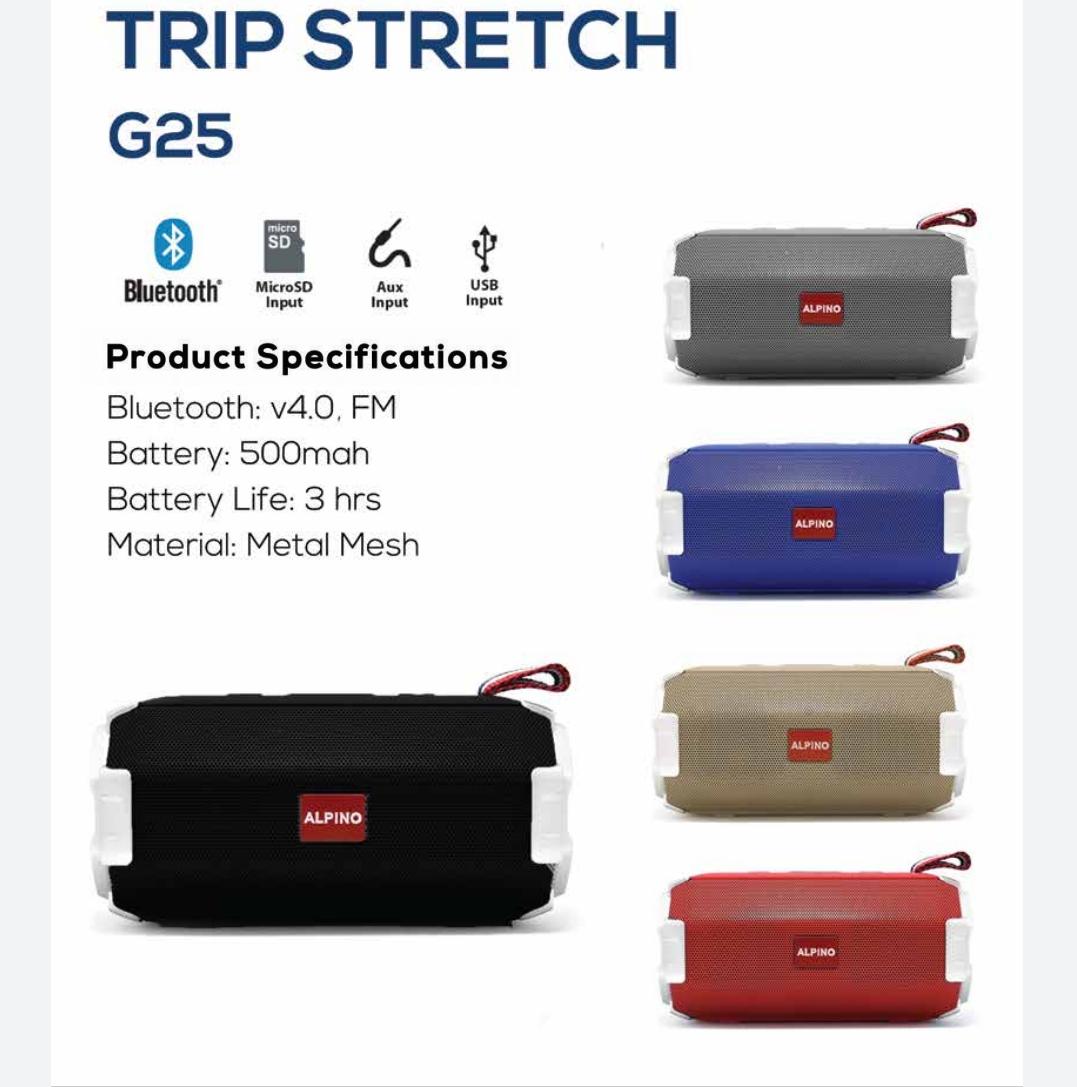 TRIP STRETCH
G25
micro
SD
Bluetooth®
MicroSD
Input
Aux
Input
USB
Input
Product Specifications
Bluetooth: v4.0, FM
Battery: 500mah
Battery Life: 3 hrs
Material: Metal Mesh
ALPINO
ALPINO
ALPINO
ALPINO
ALPINO